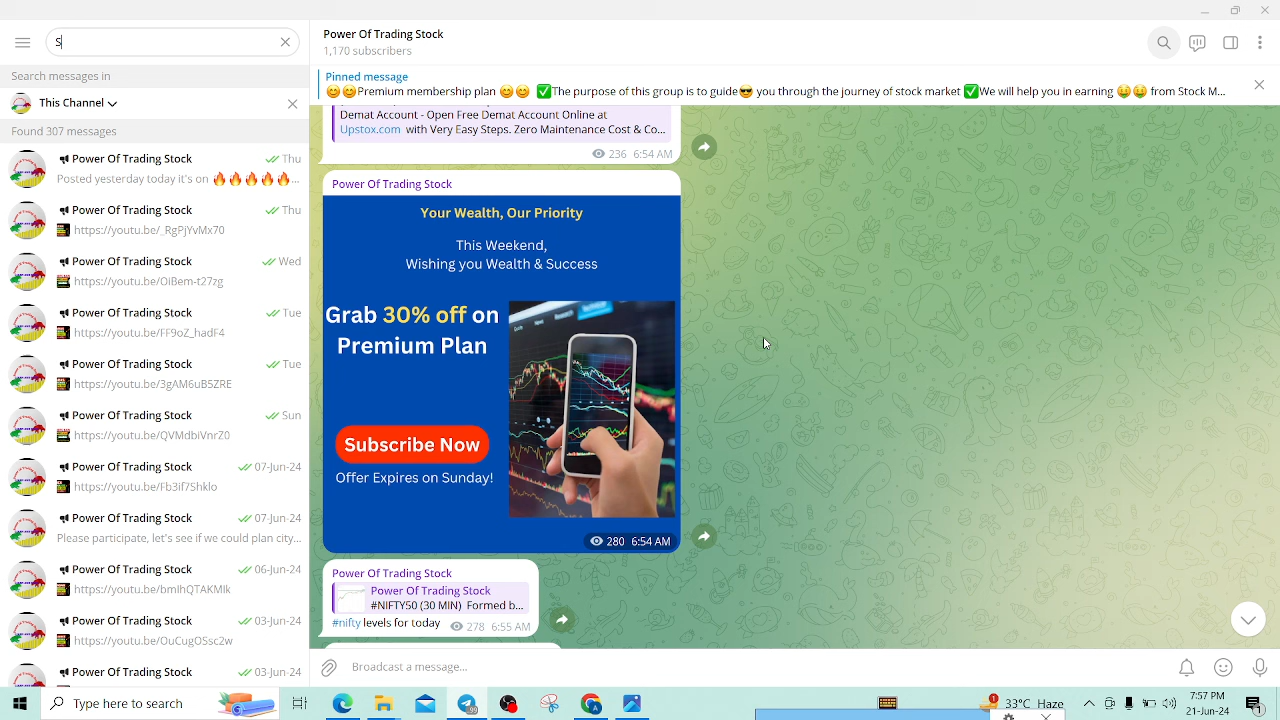 S
Search messages in
This Channel
Found 307 messages
Power Of Trading Stock Thu
Posted yesterday today it's on 🔥🔥🔥🔥🔥...
Power Of Trading Stock Thu
https://youtu.be/_RgPjYvMx70
Power Of Trading Stock Wed
https://youtu.be/OiBem-t27zg
Power Of Trading Stock Tue
https://youtu.be/FF9oZ_hadF4
Power Of Trading Stock Tue
https://youtu.be/3gAM6uB5ZRE
Power Of Trading Stock Sun
https://youtu.be/QVMdbiVnrZ0
Power Of Trading Stock 07-Jun-24
https://youtu.be/Fb3if7Shklo
Power Of Trading Stock 07-Jun-24
Please participate, let's see if we could plan city...
Power Of Trading Stock 06-Jun-24
https://youtu.be/bmlhQTAKMlk
Power Of Trading Stock 03-Jun-24
https://youtu.be/OuCugOSsc2w
Power Of Trading Stock 03-Jun-24
Power Of Trading Stock
1,170 subscribers
Pinned message
😊😊Premium membership plan 😊😊 ✅The purpose of this group is to guide😎 you through the journey of stock market ✅We will help you in earning 🤑🤑 from Stock M...
Demat Account - Open Free Demat Account Online at
Upstox.com with Very Easy Steps. Zero Maintenance Cost & Co...
236 6:54 AM
Power Of Trading Stock
Your Wealth, Our Priority
This Weekend,
Wishing you Wealth & Success
Grab 30% off on
Premium Plan
Subscribe Now
Offer Expires on Sunday!
280 6:54 AM
Power Of Trading Stock
Power Of Trading Stock
#NIFTY50 (30 MIN) Formed b...
#nifty levels for today 278 6:55 AM
Broadcast a message...
Type here to search
33°C Haze
7:57 PM
21-Jun-24